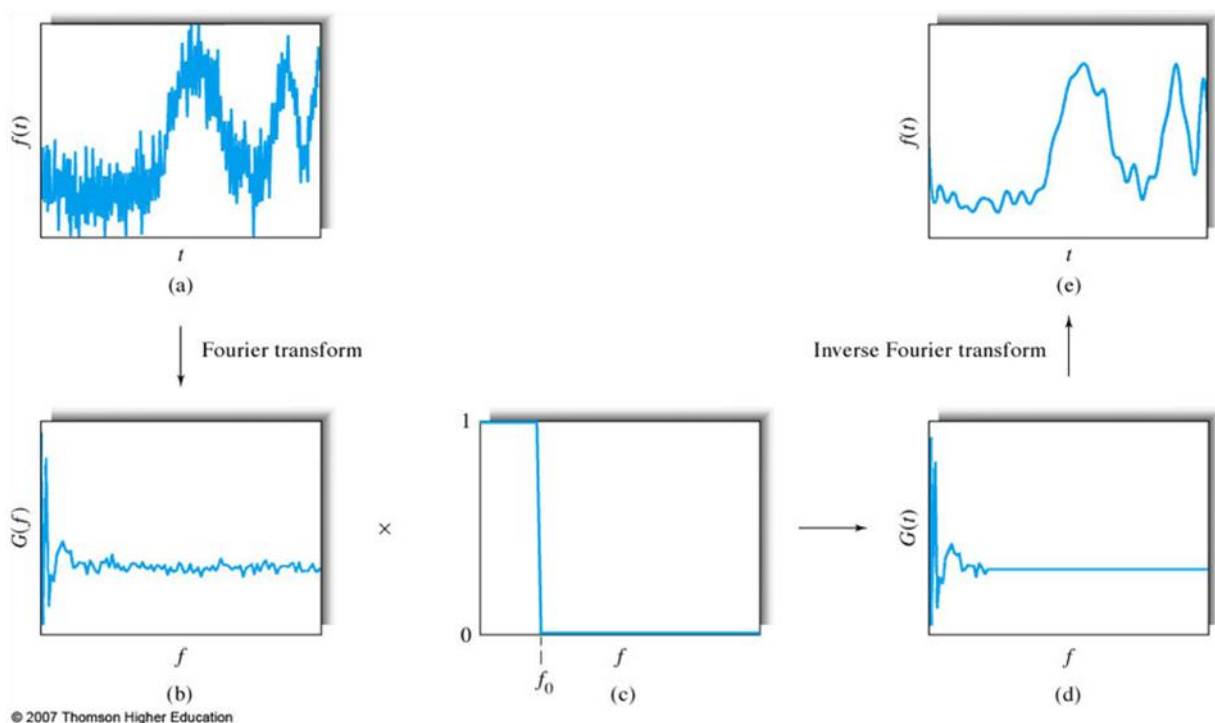 f(t)
t
(a)
f(t)
t
(e)
Fourier transform
Inverse Fourier transform
G(f)
f
(b)
×
1
0
f₀
f
(c)
G(t)
f
(d)
© 2007 Thomson Higher Education